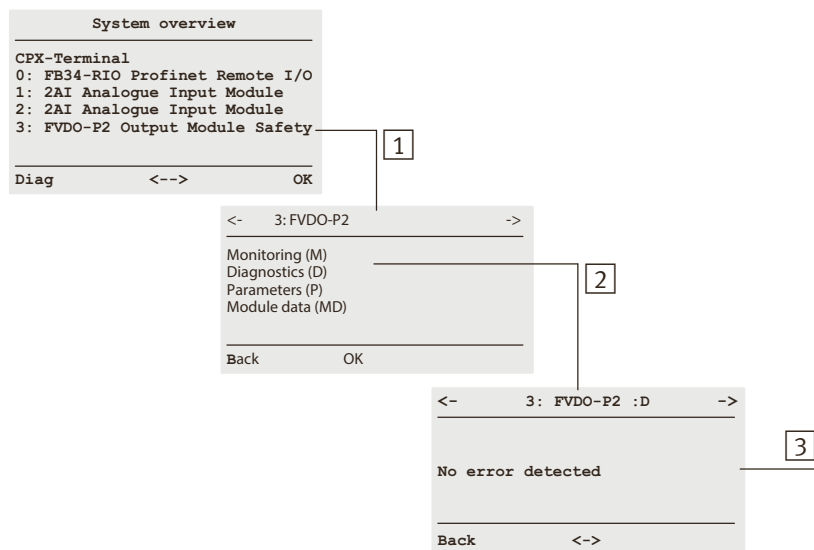 System overview
CPX-Terminal
0: FB34-RIO Profinet Remote I/O
1: 2AI Analogue Input Module
2: 2AI Analogue Input Module
3: FVDO-P2 Output Module Safety
Diag <--> OK
1
<- 3: FVDO-P2 ->
Monitoring (M)
Diagnostics (D)
Parameters (P)
Module data (MD)
Back OK
2
<- 3: FVDO-P2 :D ->
No error detected
Back <->
3